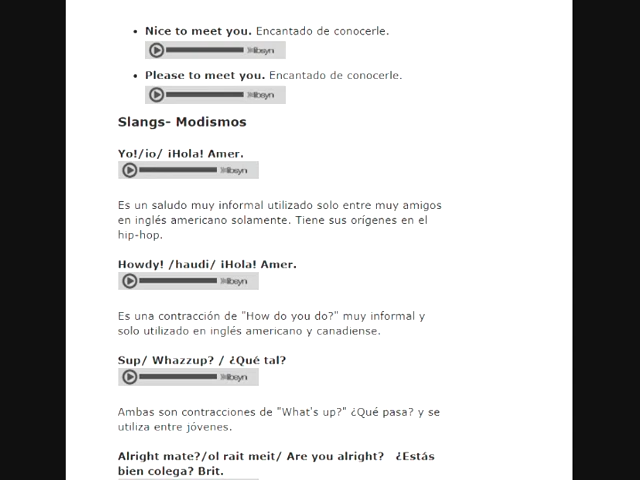 • Nice to meet you. Encantado de conocerle.
libsyn
• Please to meet you. Encantado de conocerle.
libsyn
Slangs- Modismos
Yo!/io/ ¡Hola! Amer.
libsyn
Es un saludo muy informal utilizado solo entre muy amigos
en inglés americano solamente. Tiene sus orígenes en el
hip-hop.
Howdy! /haudi/ ¡Hola! Amer.
libsyn
Es una contracción de "How do you do?" muy informal y
solo utilizado en inglés americano y canadiense.
Sup/ Whazzup? / ¿Qué tal?
libsyn
Ambas son contracciones de "What's up?" ¿Qué pasa? y se
utiliza entre jóvenes.
Alright mate?/ol rait meit/ Are you alright? ¿Estás
bien colega? Brit.